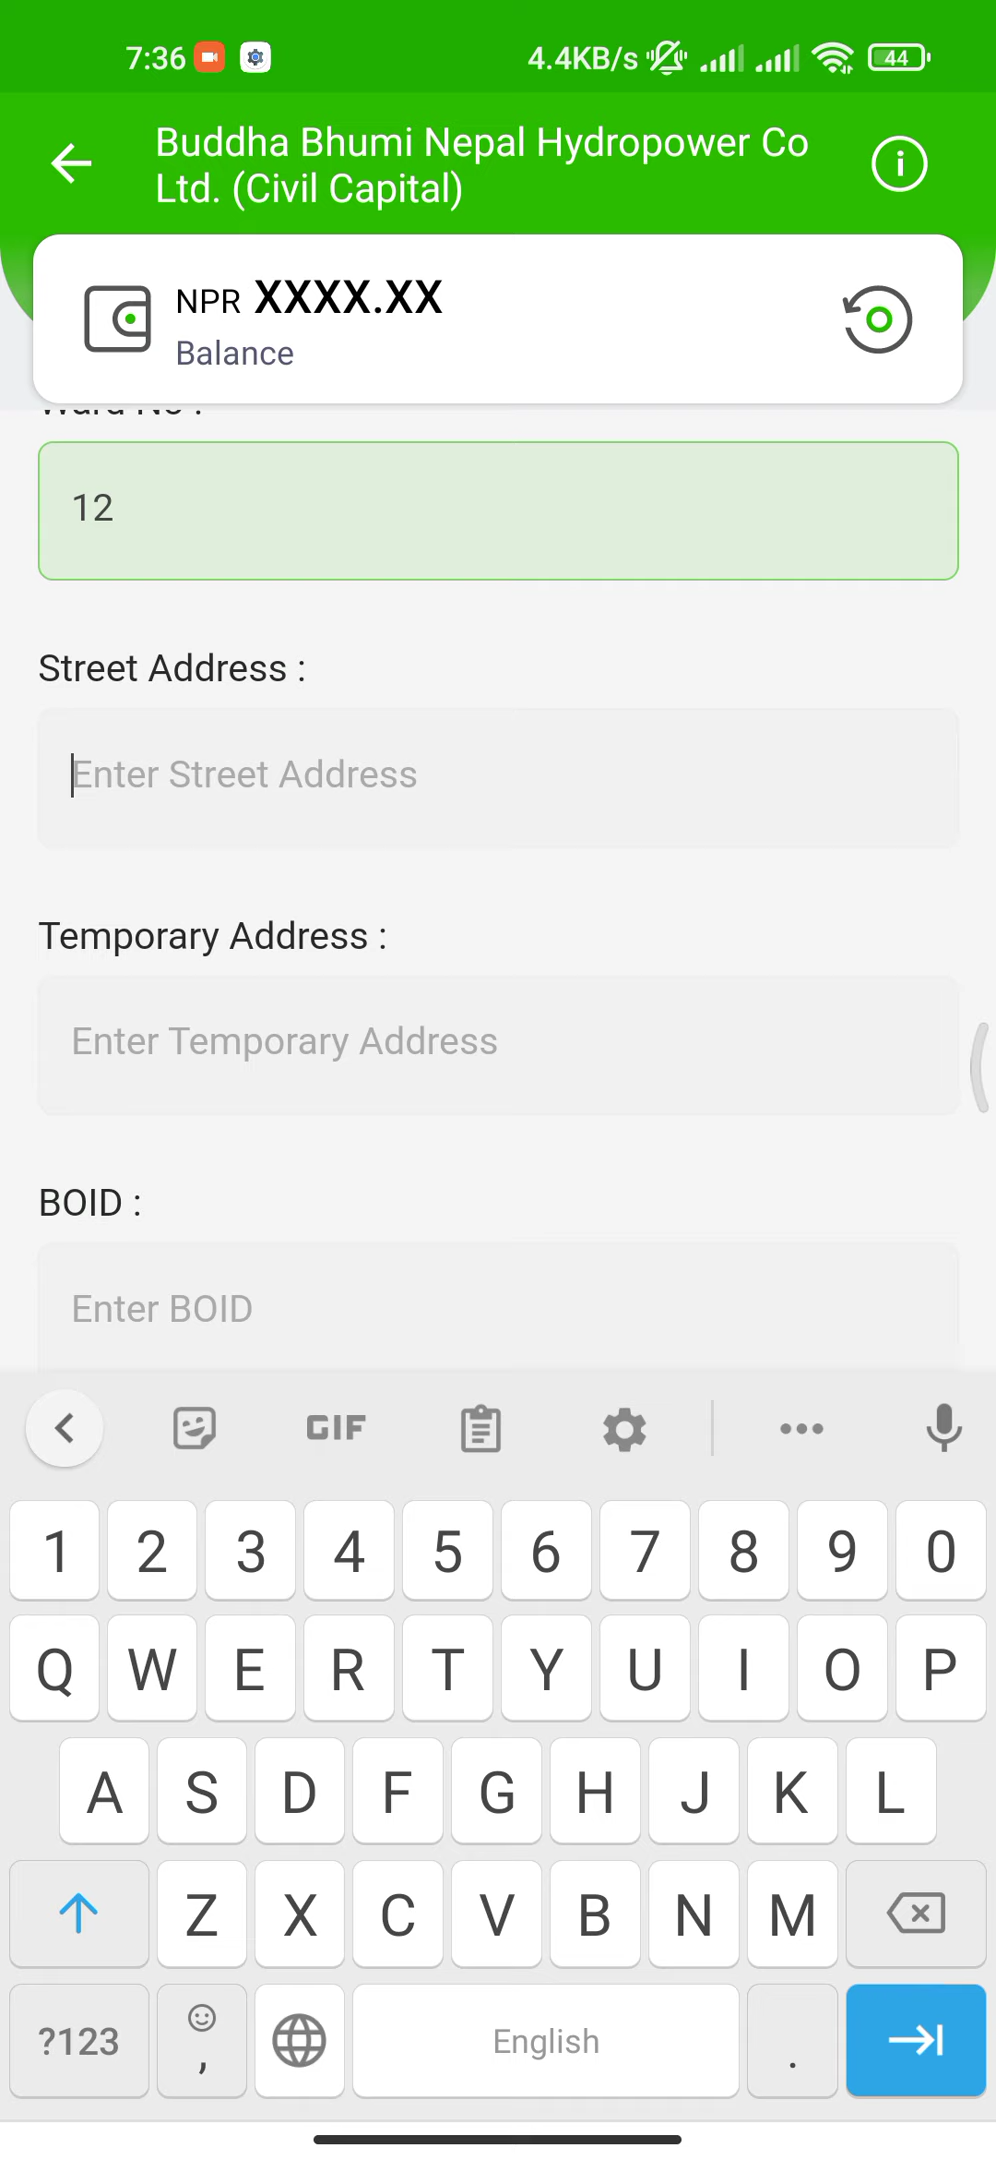 7:36 4.4KB/s 44
Buddha Bhumi Nepal Hydropower Co
Ltd. (Civil Capital)
NPR XXXX.XX
Balance
Ward No :
12
Street Address :
Enter Street Address
Temporary Address :
Enter Temporary Address
BOID :
Enter BOID
GIF
1 2 3 4 5 6 7 8 9 0
Q W E R T Y U I O P
A S D F G H J K L
Z X C V B N M
?123 , English .